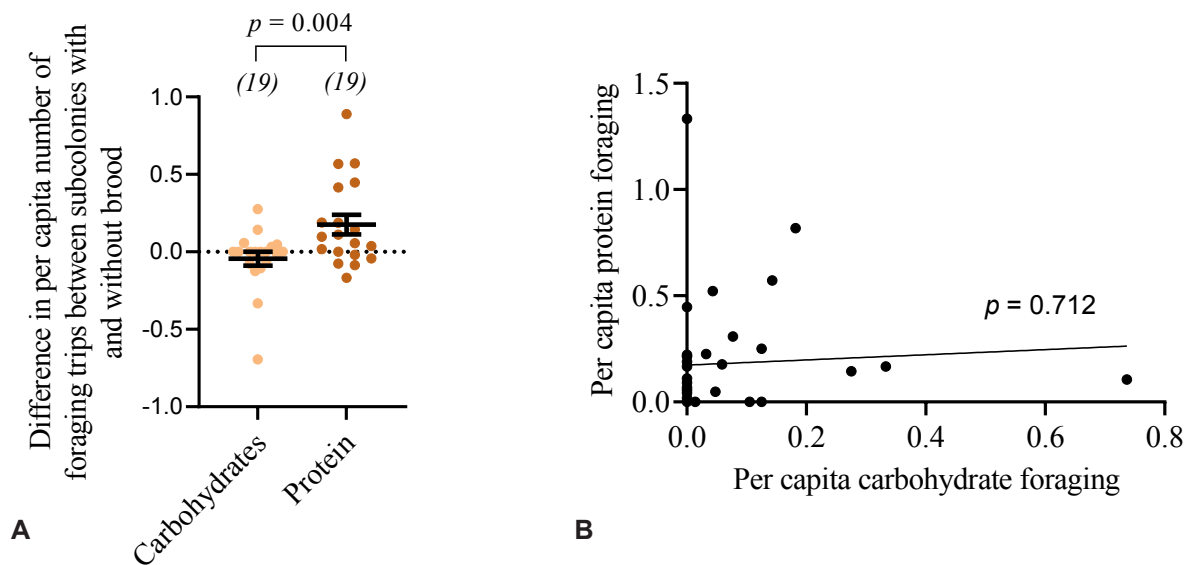 p = 0.004
(19) (19)
Difference in per capita number of
foraging trips between subcolonies with
and without brood
1.0
0.5
0.0
-0.5
-1.0
Carbohydrates
Protein
A
Per capita protein foraging
1.5
1.0
0.5
0.0
p = 0.712
0.0 0.2 0.4 0.6 0.8
Per capita carbohydrate foraging
B